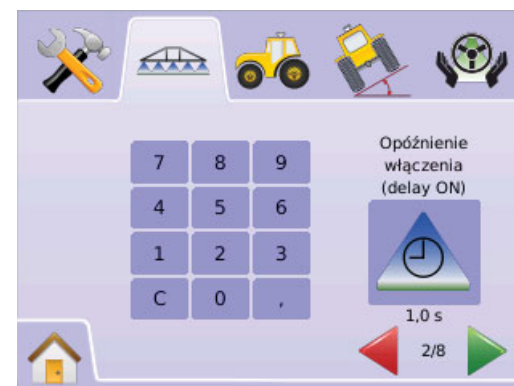 Opóźnienie
włączenia
(delay ON)
7 8 9
4 5 6
1 2 3
C 0 ,
1,0 s
2/8